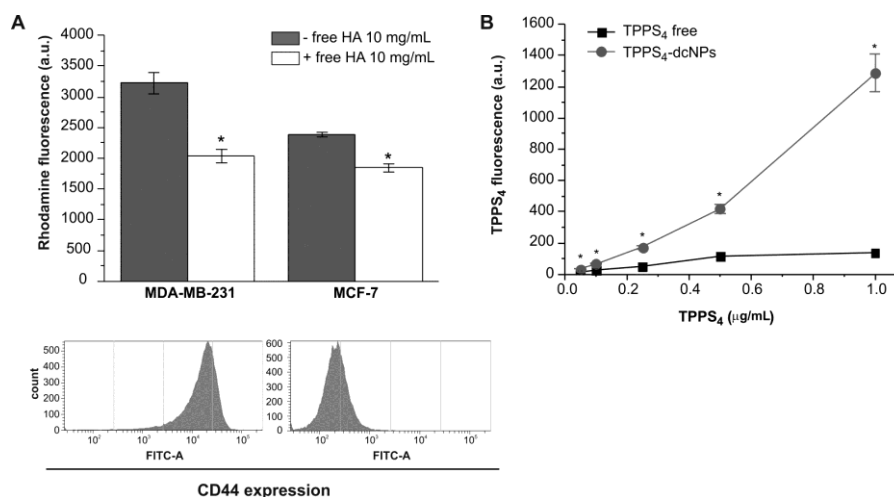 A
- free HA 10 mg/mL
+ free HA 10 mg/mL
Rhodamine fluorescence (a.u.)
4000
3500
3000
2500
2000
1500
1000
500
0
*
*
MDA-MB-231 MCF-7
count
500
400
300
200
100
0
10² 10³ 10⁴ 10⁵
FITC-A
600
500
400
300
200
100
0
10² 10³ 10⁴ 10⁵
FITC-A
CD44 expression
B
TPPS₄ free
TPPS₄-dcNPs
TPPS₄ fluorescence (a.u.)
1600
1400
1200
1000
800
600
400
200
0
* * * * *
0.0 0.2 0.4 0.6 0.8 1.0
TPPS₄ (µg/mL)